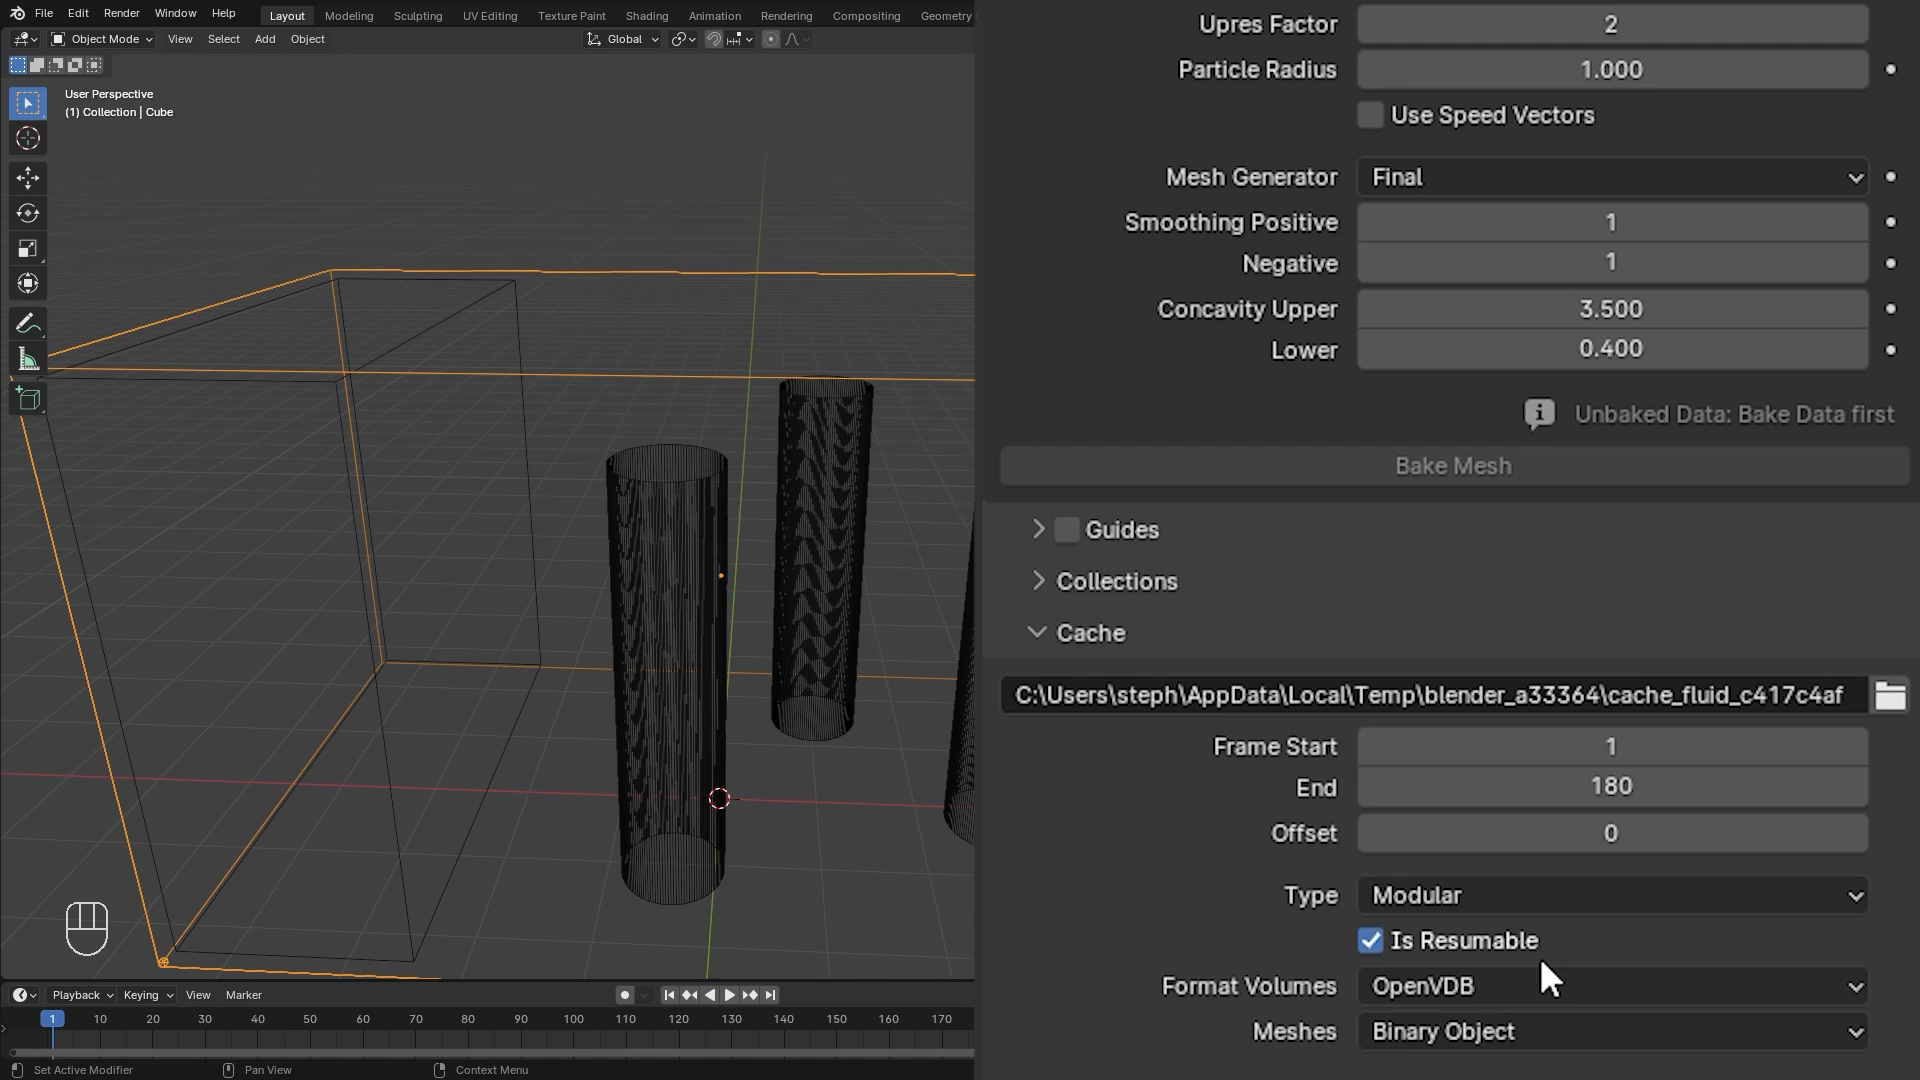 File Edit Render Window Help Layout Modeling Sculpting UV Editing Texture Paint Shading Animation Rendering Compositing Geometry
Object Mode View Select Add Object Global
User Perspective
(1) Collection | Cube
Upres Factor 2
Particle Radius 1.000
Use Speed Vectors
Mesh Generator Final
Smoothing Positive 1
Negative 1
Concavity Upper 3.500
Lower 0.400
Unbaked Data: Bake Data first
Bake Mesh
Guides
Collections
Cache
C:\Users\steph\AppData\Local\Temp\blender_a33364\cache_fluid_c417c4af
Frame Start 1
End 180
Offset 0
Type Modular
Is Resumable
Format Volumes OpenVDB
Meshes Binary Object
Playback Keying View Marker
1 10 20 30 40 50 60 70 80 90 100 110 120 130 140 150 160 170
Set Active Modifier Pan View Context Menu